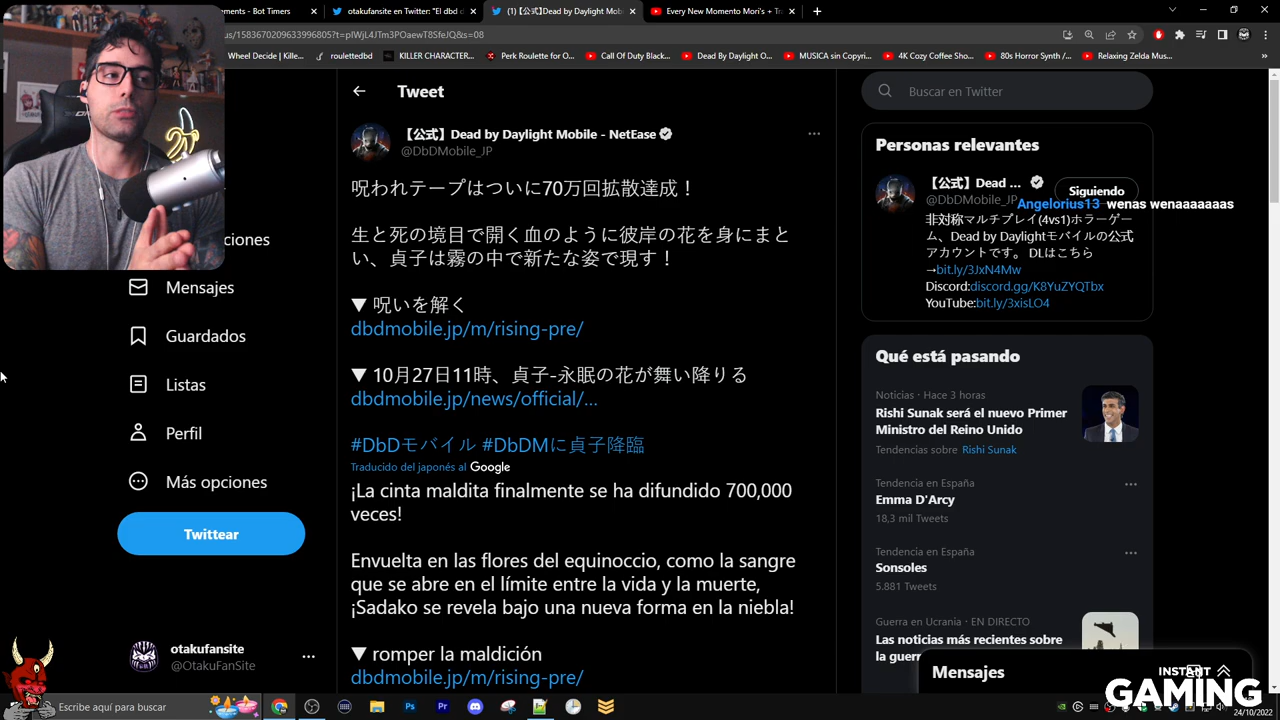 ements - Bot Timers
otakufansite en Twitter: "El dbd d
(1) 【公式】Dead by Daylight Mob
Every New Momento Mori's + Tr
us/1583670209633996805?t=plWjL4JTm3POaewT8SfeJQ&s=08
Wheel Decide | Kille...
roulettedbd
KILLER CHARACTER...
Perk Roulette for O...
Call Of Duty Black...
Dead By Daylight O...
MUSICA sin Copyri...
4K Cozy Coffee Sho...
80s Horror Synth /...
Relaxing Zelda Mus...
Tweet
【公式】Dead by Daylight Mobile - NetEase
@DbDMobile_JP
呪われテープはついに70万回拡散達成！
生と死の境目で開く血のように彼岸の花を身にまと
い、貞子は霧の中で新たな姿で現す！
▼ 呪いを解く
dbdmobile.jp/m/rising-pre/
▼ 10月27日11時、貞子-永眠の花が舞い降りる
dbdmobile.jp/news/official/...
#DbDモバイル #DbDMに貞子降臨
Traducido del japonés al Google
¡La cinta maldita finalmente se ha difundido 700,000
veces!
Envuelta en las flores del equinoccio, como la sangre
que se abre en el límite entre la vida y la muerte,
¡Sadako se revela bajo una nueva forma en la niebla!
▼ romper la maldición
dbdmobile.jp/m/rising-pre/
ciones
Mensajes
Guardados
Listas
Perfil
Más opciones
Twittear
otakufansite
@OtakuFanSite
Buscar en Twitter
Personas relevantes
【公式】Dead ...
@DbDMobile_JP
Siguiendo
Angelorius13 wenas wenaaaaaas
非対称マルチプレイ(4vs1)ホラーゲー
ム、Dead by Daylightモバイルの公式
アカウントです。 DLはこちら
→bit.ly/3JxN4Mw
Discord:discord.gg/K8YuZYQTbx
YouTube:bit.ly/3xisLO4
Qué está pasando
Noticias · Hace 3 horas
Rishi Sunak será el nuevo Primer
Ministro del Reino Unido
Tendencias sobre Rishi Sunak
Tendencia en España
Emma D'Arcy
18,3 mil Tweets
Tendencia en España
Sonsoles
5.881 Tweets
Guerra en Ucrania · EN DIRECTO
Las noticias más recientes sobre
la guerr
Mensajes
INSTANT
GAMING
Escribe aquí para buscar
24/10/2022